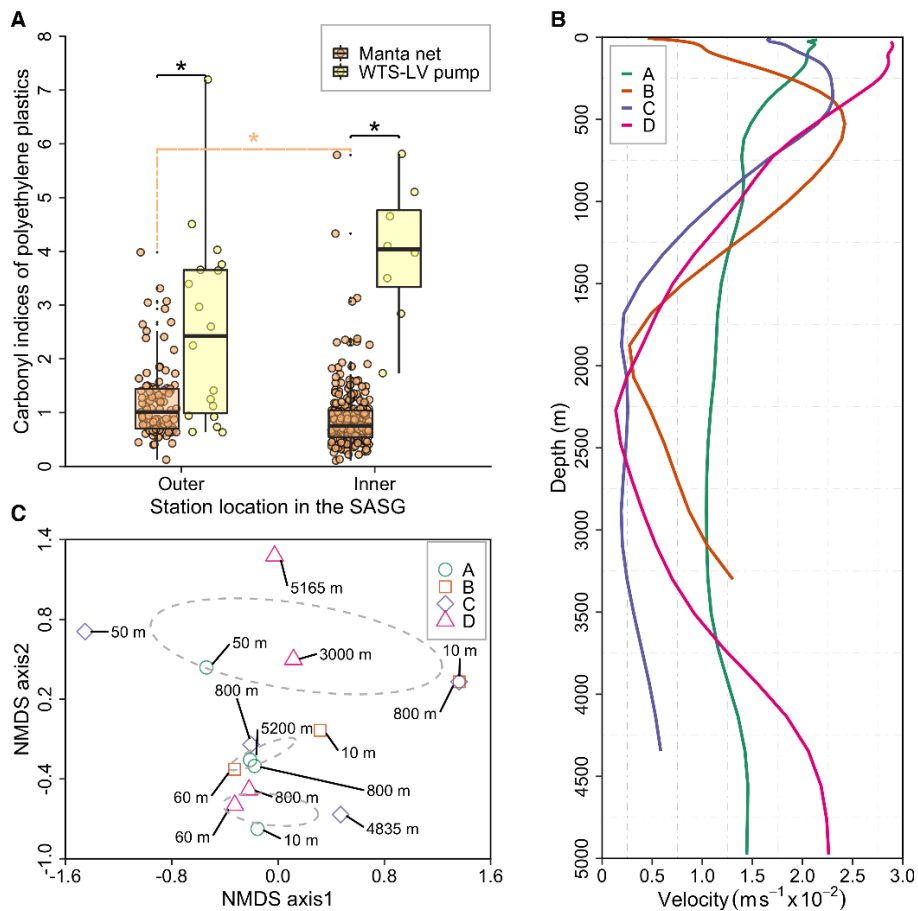 A
Carbonyl indices of polyethylene plastics
8
7
6
5
4
3
2
1
0
Manta net
WTS-LV pump
*
*
*
Outer
Inner
Station location in the SASG
B
0
500
1000
1500
2000
2500
3000
3500
4000
4500
5000
Depth (m)
A
B
C
D
0.5
1.0
1.5
2.0
2.5
3.0
Velocity (m s⁻¹ x 10⁻²)
C
1.4
0.8
0.2
-0.4
-1.0
NMDS axis2
A
B
C
D
5165 m
50 m
50 m
3000 m
10 m
800 m
800 m
5200 m
10 m
60 m
800 m
800 m
60 m
10 m
4835 m
-1.6
-0.8
0.0
0.8
1.6
NMDS axis1